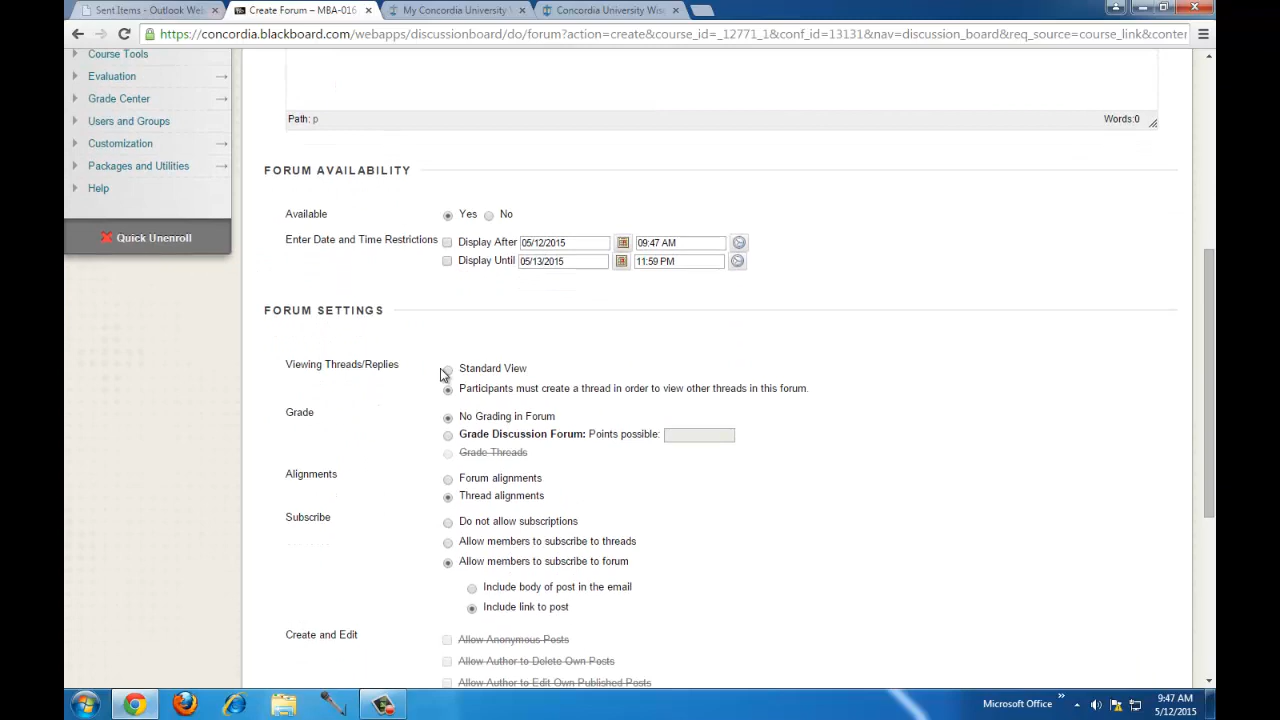 Sent Items - Outlook Web
Create Forum – MBA-016
My Concordia University
Concordia University Wis
https://concordia.blackboard.com/webapps/discussionboard/do/forum?action=create&course_id=_12771_1&conf_id=13131&nav=discussion_board&req_source=course_link&conter
Course Tools
Evaluation
Grade Center
Users and Groups
Customization
Packages and Utilities
Help
Quick Unenroll
Path: p
Words:0
FORUM AVAILABILITY
Available
Yes
No
Enter Date and Time Restrictions
Display After
05/12/2015
09:47 AM
Display Until
05/13/2015
11:59 PM
FORUM SETTINGS
Viewing Threads/Replies
Standard View
Participants must create a thread in order to view other threads in this forum.
Grade
No Grading in Forum
Grade Discussion Forum: Points possible:
Grade Threads
Alignments
Forum alignments
Thread alignments
Subscribe
Do not allow subscriptions
Allow members to subscribe to threads
Allow members to subscribe to forum
Include body of post in the email
Include link to post
Create and Edit
Allow Anonymous Posts
Allow Author to Delete Own Posts
Allow Author to Edit Own Published Posts
Microsoft Office
9:47 AM
5/12/2015